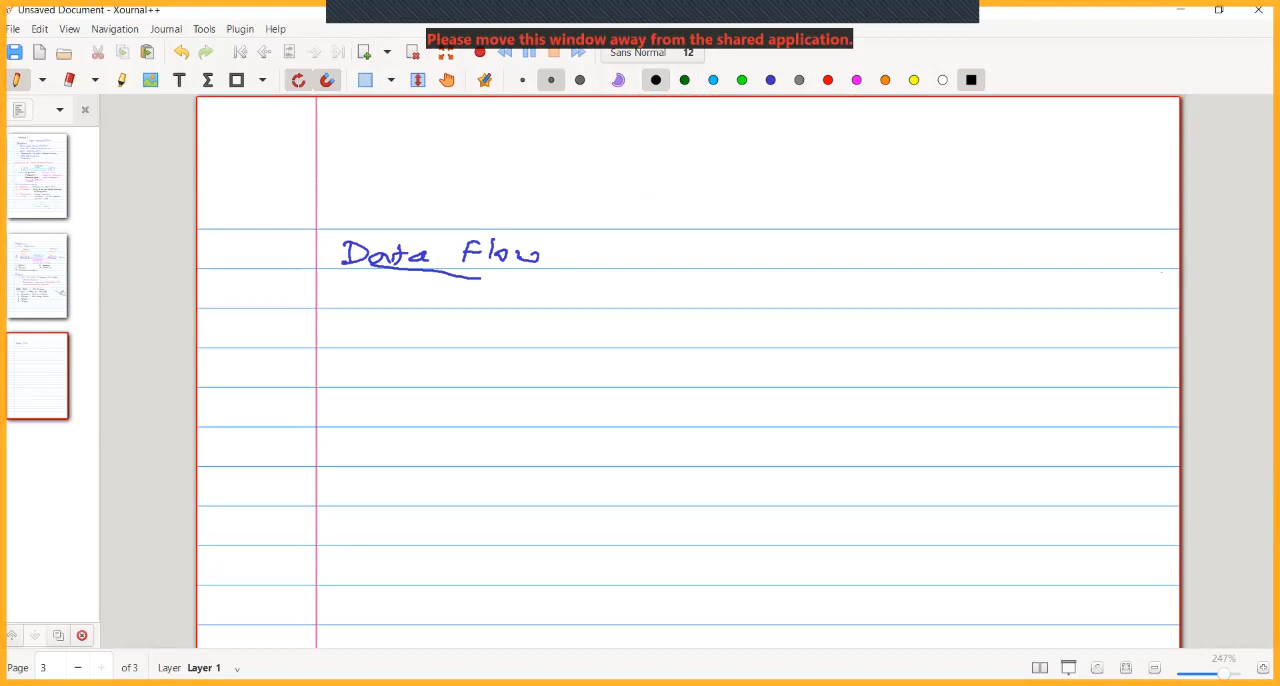 Unsaved Document - Xournal++
File Edit View Navigation Journal Tools Plugin Help
Please move this window away from the shared application.
Sans Normal 12
Data Flow
Page 3 of 3 Layer Layer 1
247%